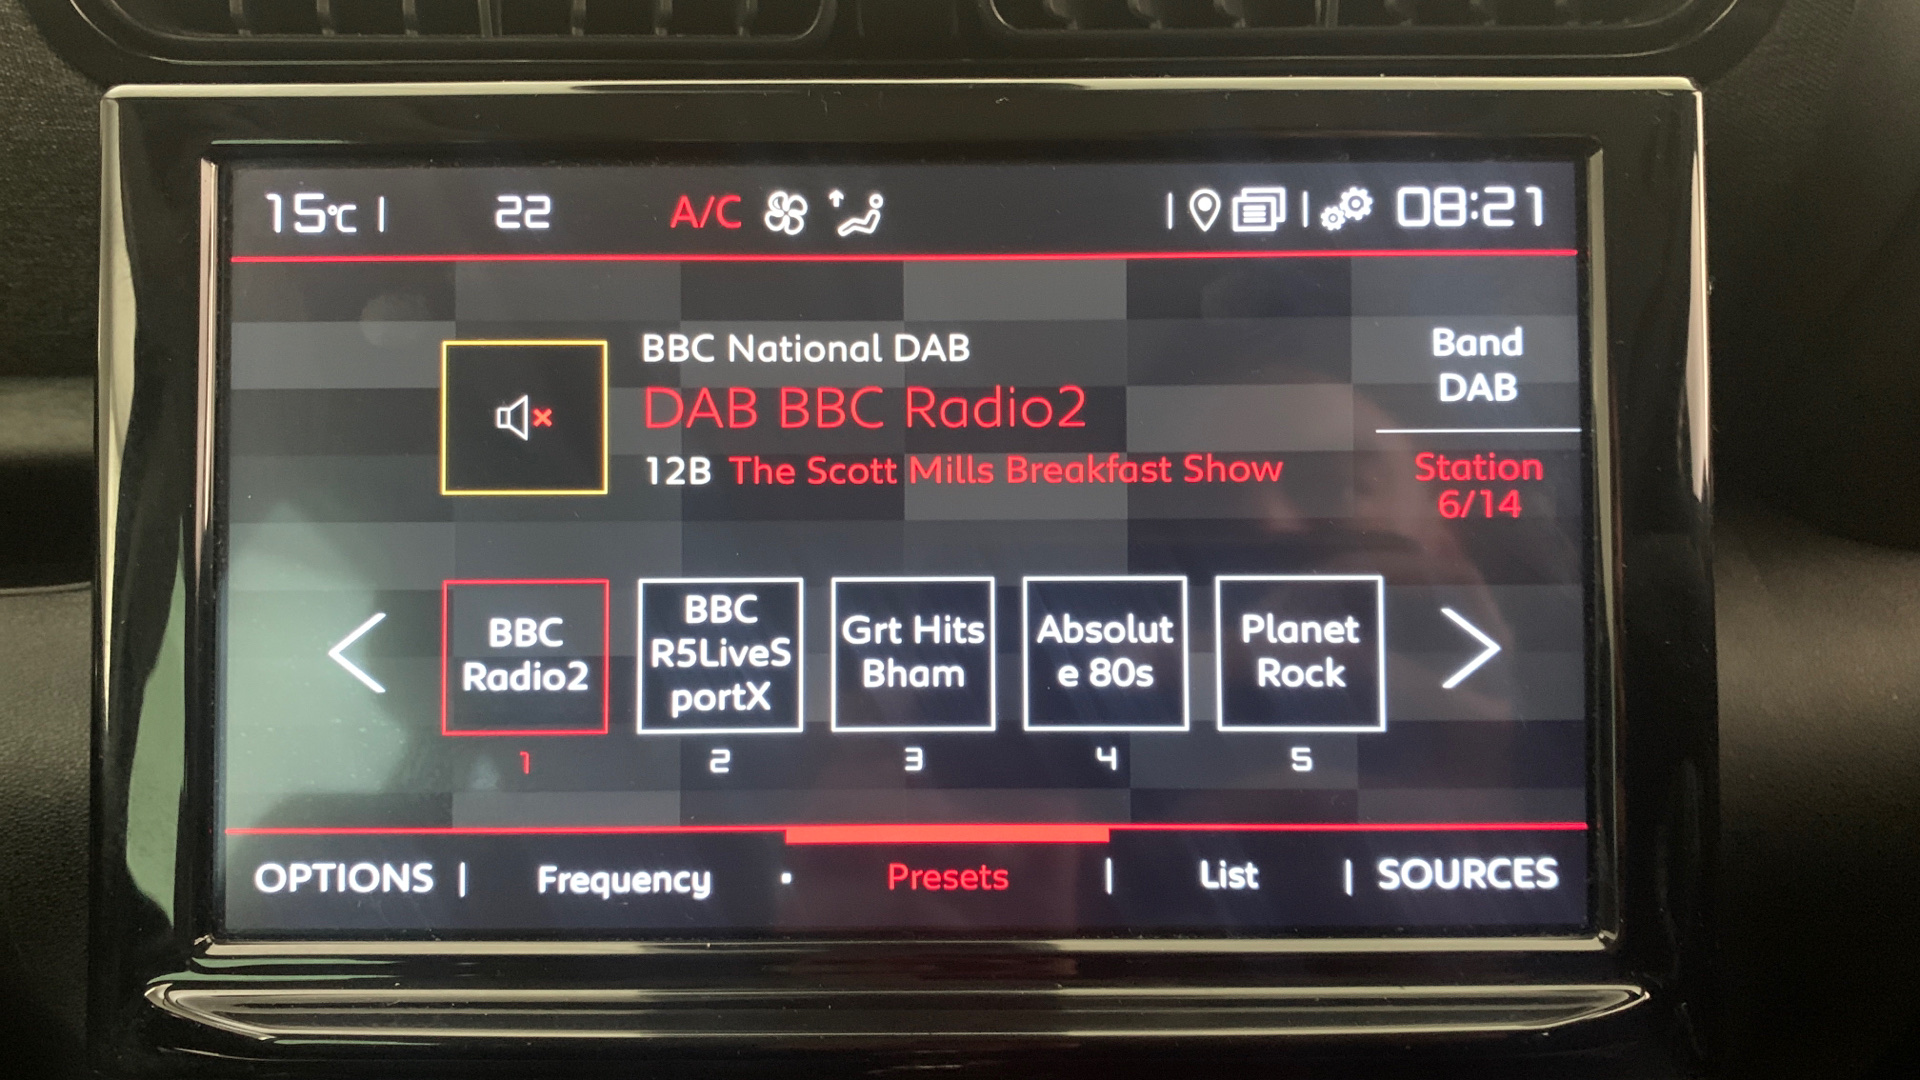 15°C | 22 A/C | | 08:21
BBC National DAB
DAB BBC Radio2
12B The Scott Mills Breakfast Show
Band
DAB
Station
6/14
BBC
Radio2
1
BBC
R5LiveS
portX
2
Grt Hits
Bham
3
Absolut
e 80s
4
Planet
Rock
5
OPTIONS | Frequency · Presets | List | SOURCES